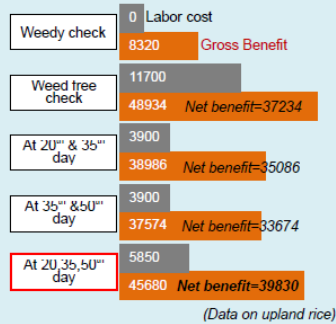 Weedy check
0 Labor cost
8320 Gross Benefit
Weed free check
11700
48934 Net benefit=37234
At 20th & 35th day
3900
38986 Net benefit=35086
At 35th &50th day
3900
37574 Net benefit=33674
At 20,35,50th day
5850
45680 Net benefit=39830
(Data on upland rice)